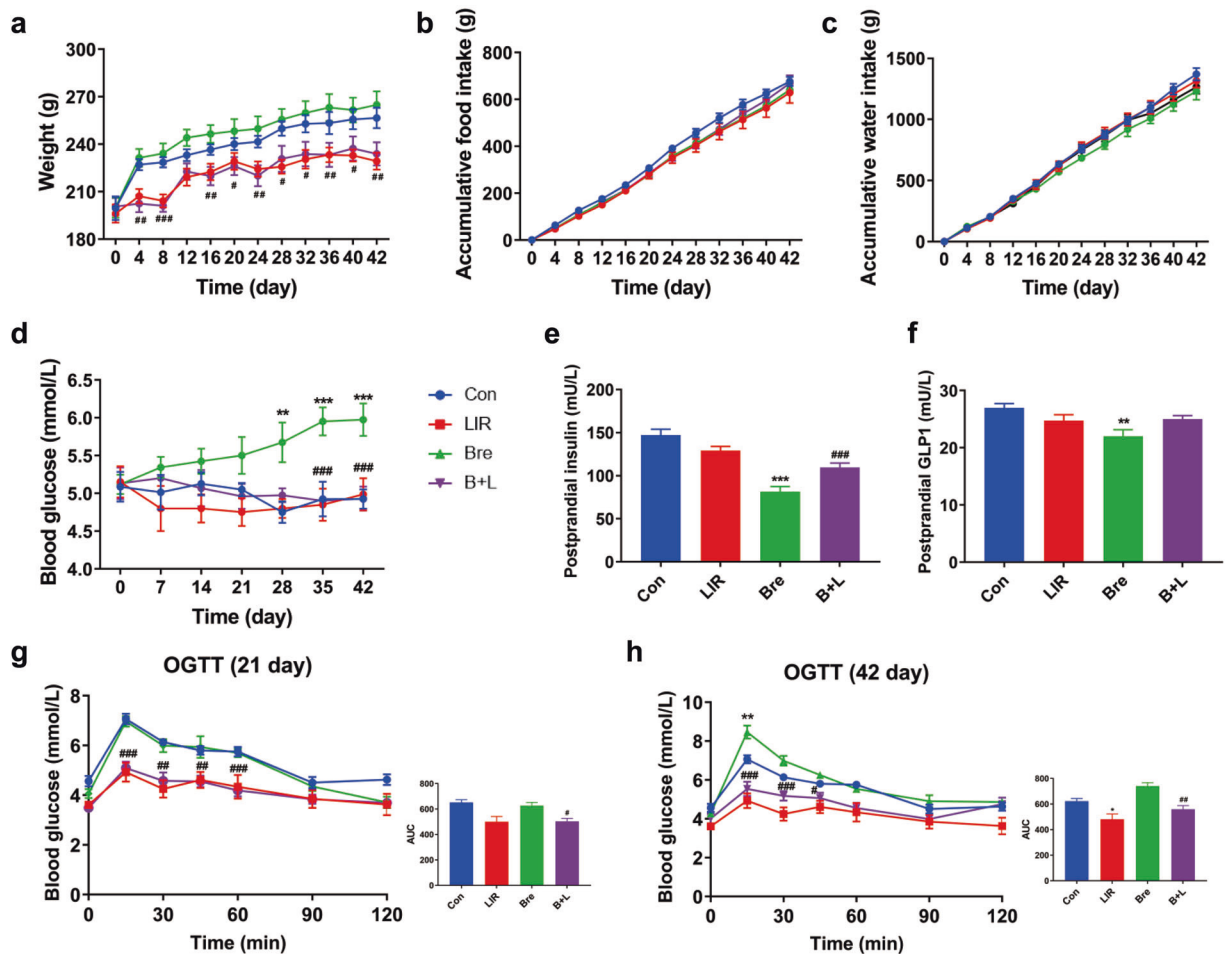 a
Weight (g)
300
270
240
210
180
## ### ## # ## # # ## # ##
0 4 8 12 16 20 24 28 32 36 40 42
Time (day)
b
Accumulative food intake (g)
800
600
400
200
0
0 4 8 12 16 20 24 28 32 36 40 42
Time (day)
c
Accumulative water intake (g)
1500
1000
500
0
0 4 8 12 16 20 24 28 32 36 40 42
Time (day)
d
Blood glucose (mmol/L)
6.5
6.0
5.5
5.0
4.5
4.0
** *** ***
### ###
0 7 14 21 28 35 42
Time (day)
Con
LIR
Bre
B+L
e
Postprandial insulin (mU/L)
200
150
100
50
0
***
###
Con LIR Bre B+L
f
Postprandial GLP1 (mU/L)
30
20
10
0
**
Con LIR Bre B+L
g
OGTT (21 day)
Blood glucose (mmol/L)
8
6
4
2
0
### ## ## ###
0 30 60 90 120
Time (min)
AUC
800
600
400
200
0
#
Con LIR Bre B+L
h
OGTT (42 day)
Blood glucose (mmol/L)
10
8
6
4
2
0
**
### ### #
0 30 60 90 120
Time (min)
AUC
800
600
400
200
0
* ##
Con LIR Bre B+L